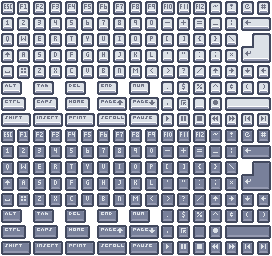 ESC F1 F2 F3 F4 F5 F6 F7 F8 F9 F10 F11 F12
1 2 3 4 5 6 7 8 9 0 - + = _
Q W E R T Y U I O P
A S D F G H J K L
Z X C V B N M
ALT TAB DEL END PAGE↑
CTRL CAPS HOME PAGE↓
SHIFT INSERT PRINT SCROLL PAUSE
ESC F1 F2 F3 F4 F5 F6 F7 F8 F9 F10 F11 F12
1 2 3 4 5 6 7 8 9 0 - + = _
Q W E R T Y U I O P
A S D F G H J K L
Z X C V B N M
ALT TAB DEL END PAGE↑
CTRL CAPS HOME PAGE↓
SHIFT INSERT PRINT SCROLL PAUSE